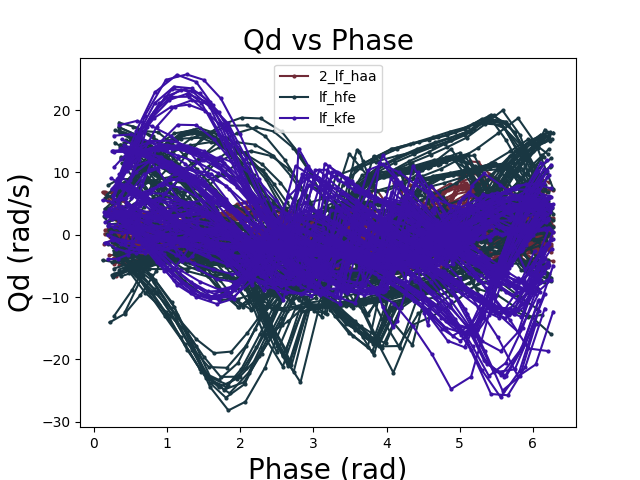 Qd vs Phase
2_lf_haa
lf_hfe
lf_kfe
Qd (rad/s)
20
10
0
−10
−20
−30
0 1 2 3 4 5 6
Phase (rad)